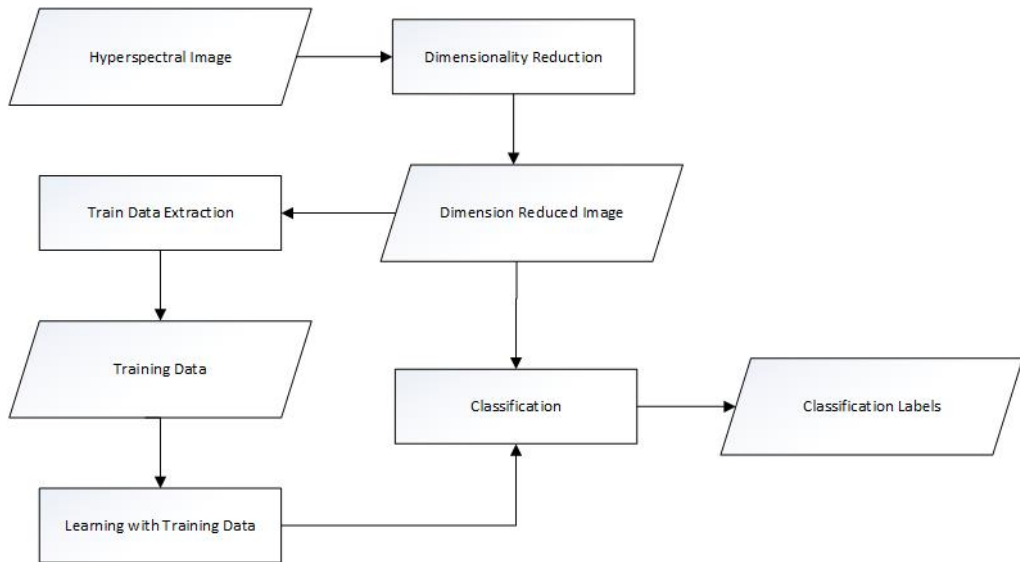 Hyperspectral Image
Dimensionality Reduction
Train Data Extraction
Dimension Reduced Image
Training Data
Classification
Classification Labels
Learning with Training Data